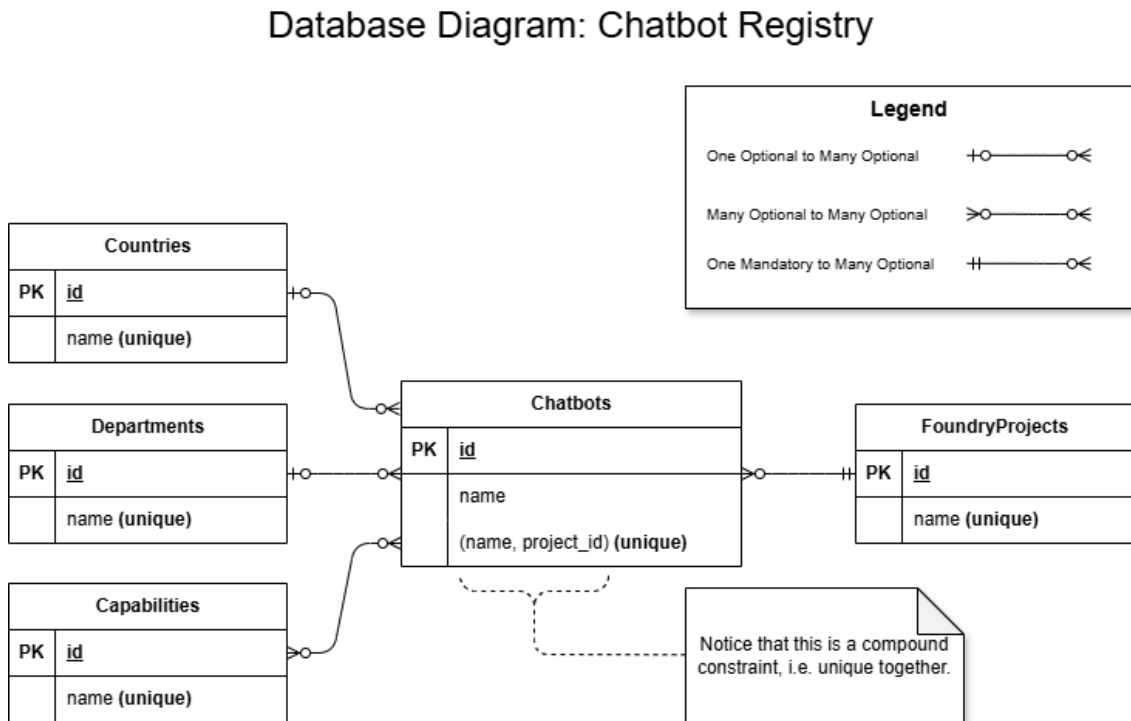 Database Diagram: Chatbot Registry
Legend
One Optional to Many Optional
Many Optional to Many Optional
One Mandatory to Many Optional
Countries
PK id
name (unique)
Departments
PK id
name (unique)
Capabilities
PK id
name (unique)
Chatbots
PK id
name
(name, project_id) (unique)
FoundryProjects
PK id
name (unique)
Notice that this is a compound
constraint, i.e. unique together.